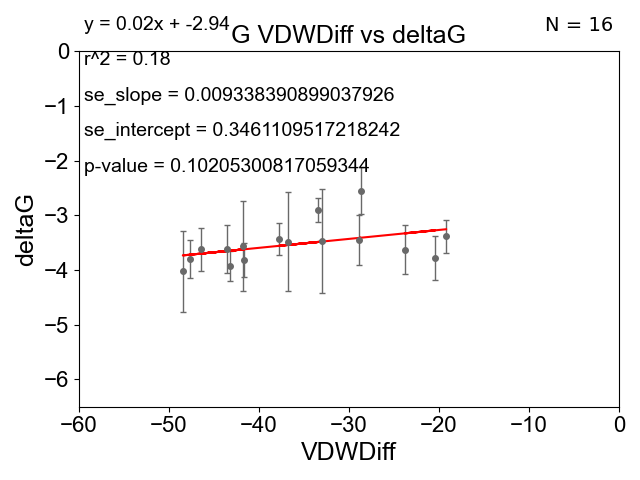 y = 0.02x + -2.94
N = 16
G VDWDiff vs deltaG
r^2 = 0.18
se_slope = 0.009338390899037926
se_intercept = 0.3461109517218242
p-value = 0.10205300817059344
0
−1
−2
−3
−4
−5
−6
deltaG
−60 −50 −40 −30 −20 −10 0
VDWDiff